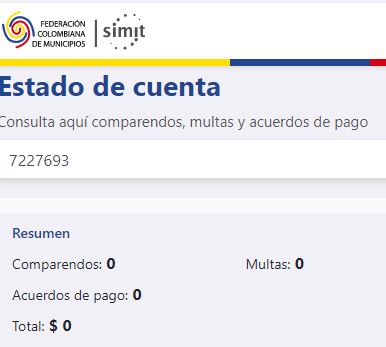 FEDERACIÓN
COLOMBIANA
DE MUNICIPIOS
simit
Estado de cuenta
Consulta aquí comparendos, multas y acuerdos de pago
7227693
Resumen
Comparendos: 0 Multas: 0
Acuerdos de pago: 0
Total: $ 0